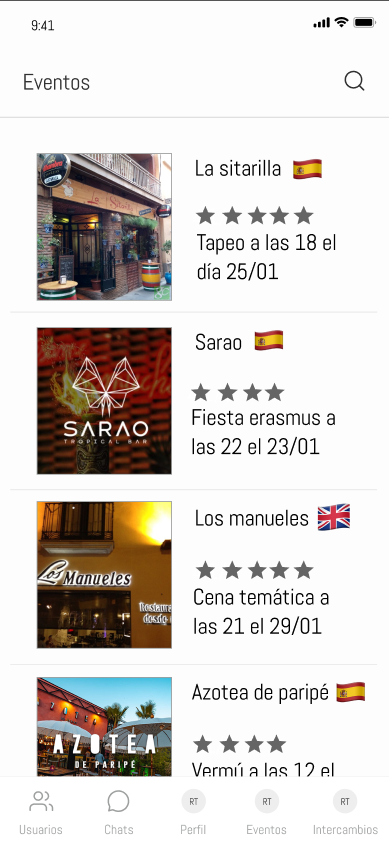 9:41
Eventos
La sitarilla
La Sitarilla
Tapeo a las 18 el
día 25/01
Sarao
SARAO
TROPICAL BAR
Fiesta erasmus a
las 22 el 23/01
Los manueles
Los Manueles
Cena temática a
las 21 el 29/01
Azotea de paripé
AZOTEA
DE PARIPÉ
Vermú a las 12 el
RT
RT
RT
Usuarios
Chats
Perfil
Eventos
Intercambios